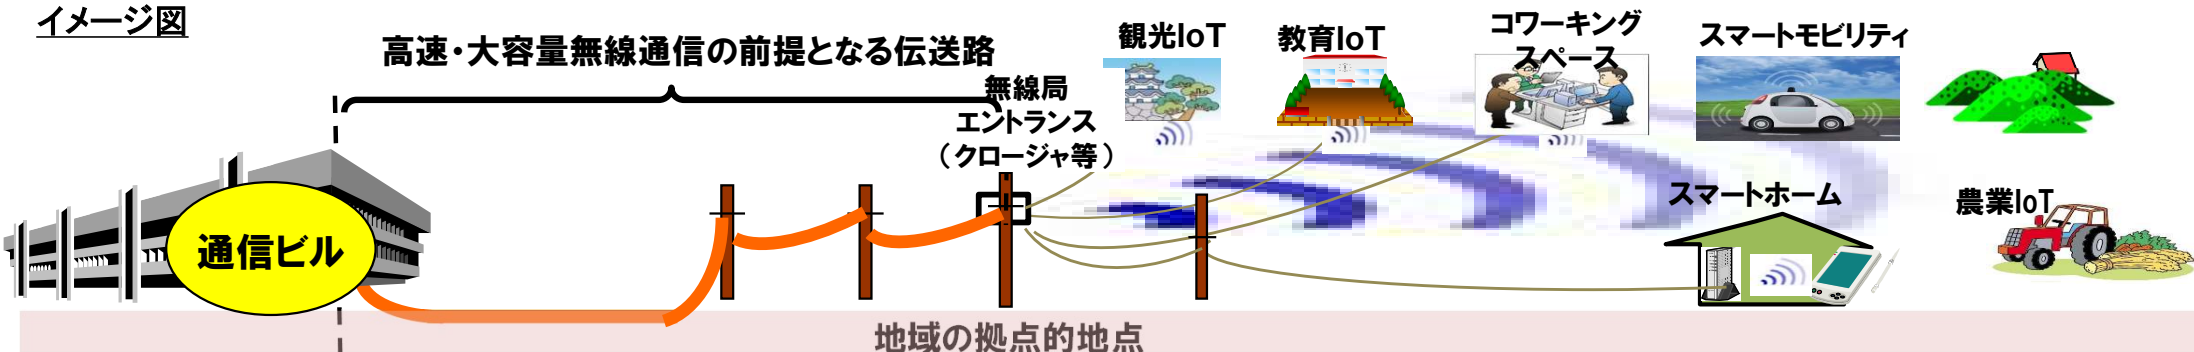 イメージ図
高速・大容量無線通信の前提となる伝送路
無線局
エントランス
（クロージャ等）
観光IoT
教育IoT
コワーキング
スペース
スマートモビリティ
スマートホーム
農業IoT
通信ビル
地域の拠点的地点